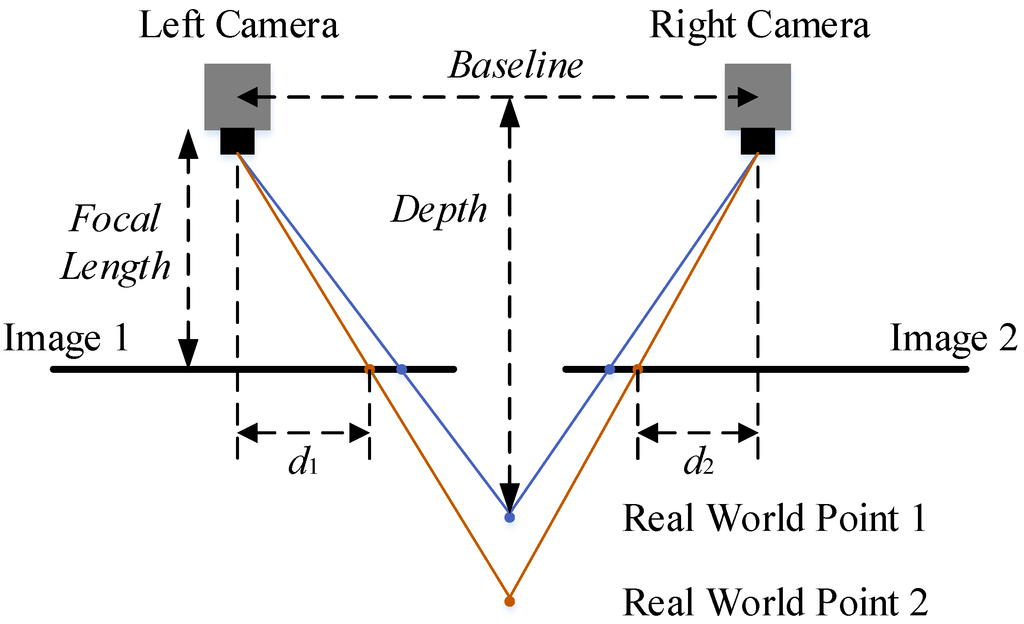 Left Camera
Right Camera
Baseline
Depth
Focal
Length
Image 1
Image 2
d1
d2
Real World Point 1
Real World Point 2